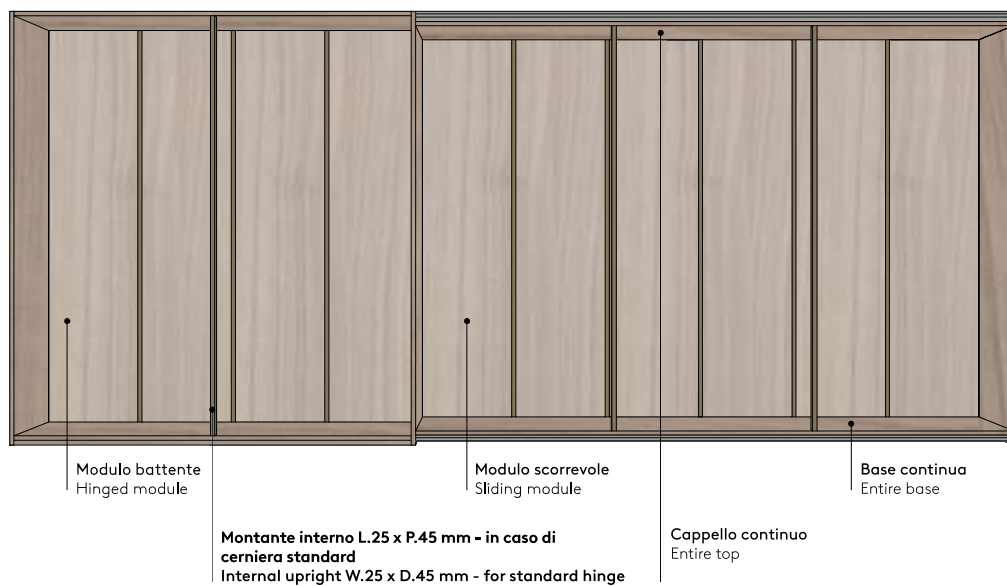 Modulo battente
Hinged module
Modulo scorrevole
Sliding module
Base continua
Entire base
Montante interno L.25 x P.45 mm - in caso di
cerniera standard
Internal upright W.25 x D.45 mm - for standard hinge
Cappello continuo
Entire top